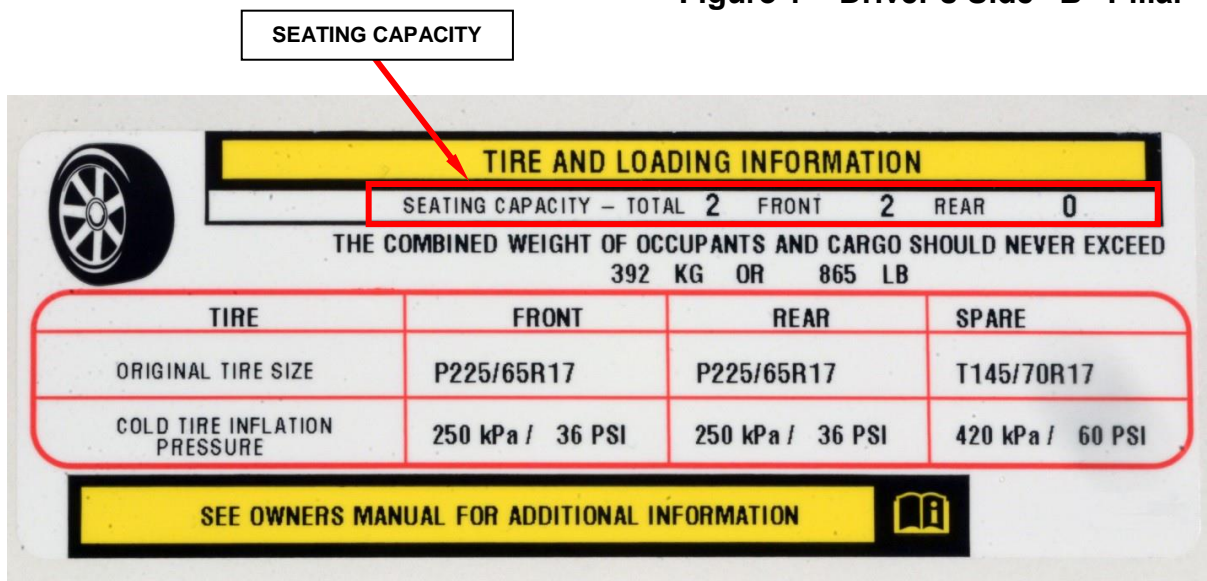 SEATING CAPACITY
TIRE AND LOADING INFORMATION
SEATING CAPACITY – TOTAL 2 FRONT 2 REAR 0
THE COMBINED WEIGHT OF OCCUPANTS AND CARGO SHOULD NEVER EXCEED
392 KG OR 865 LB
TIRE FRONT REAR SPARE
ORIGINAL TIRE SIZE P225/65R17 P225/65R17 T145/70R17
COLD TIRE INFLATION
PRESSURE 250 kPa / 36 PSI 250 kPa / 36 PSI 420 kPa / 60 PSI
SEE OWNERS MANUAL FOR ADDITIONAL INFORMATION